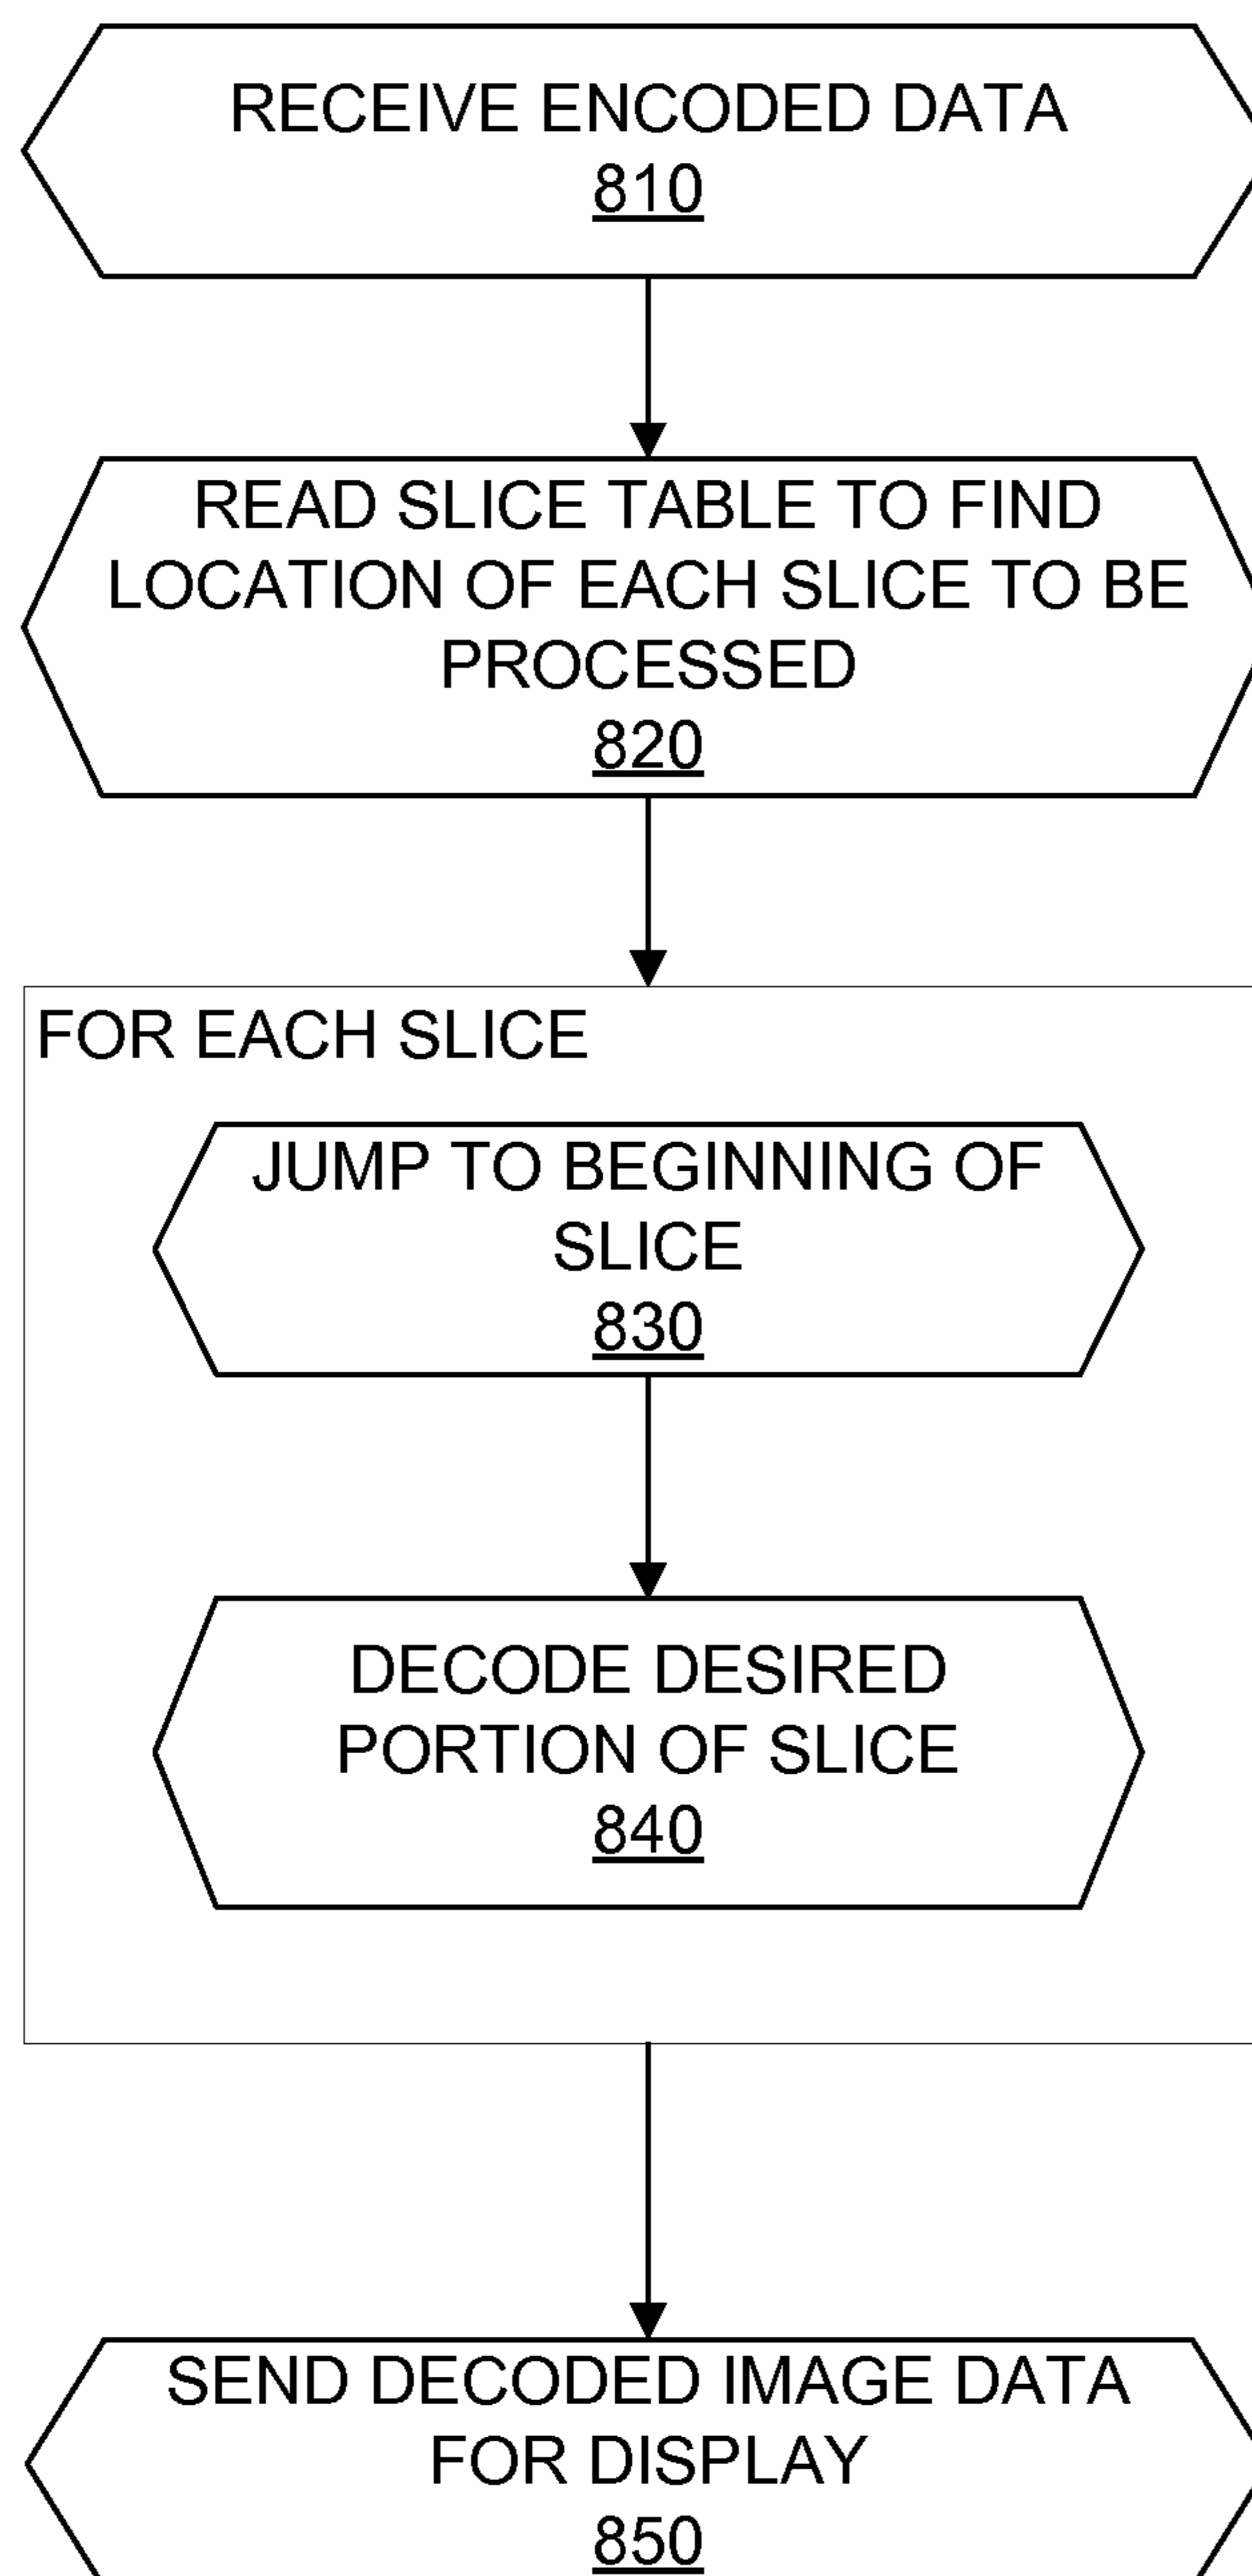 RECEIVE ENCODED DATA
810
READ SLICE TABLE TO FIND
LOCATION OF EACH SLICE TO BE
PROCESSED
820
FOR EACH SLICE
JUMP TO BEGINNING OF
SLICE
830
DECODE DESIRED
PORTION OF SLICE
840
SEND DECODED IMAGE DATA
FOR DISPLAY
850